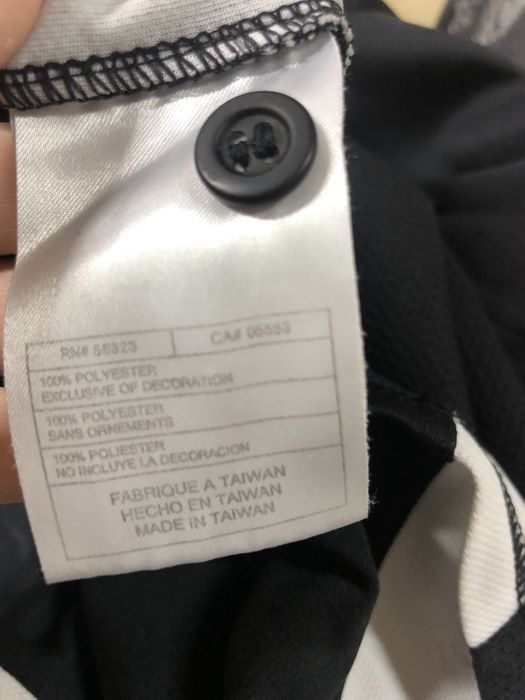 RN# 56323
CA# 05553
100% POLYESTER
EXCLUSIVE OF DECORATION
100% POLYESTER
SANS ORNEMENTS
100% POLIESTER
NO INCLUYE LA DECORACION
FABRIQUE A TAIWAN
HECHO EN TAIWAN
MADE IN TAIWAN